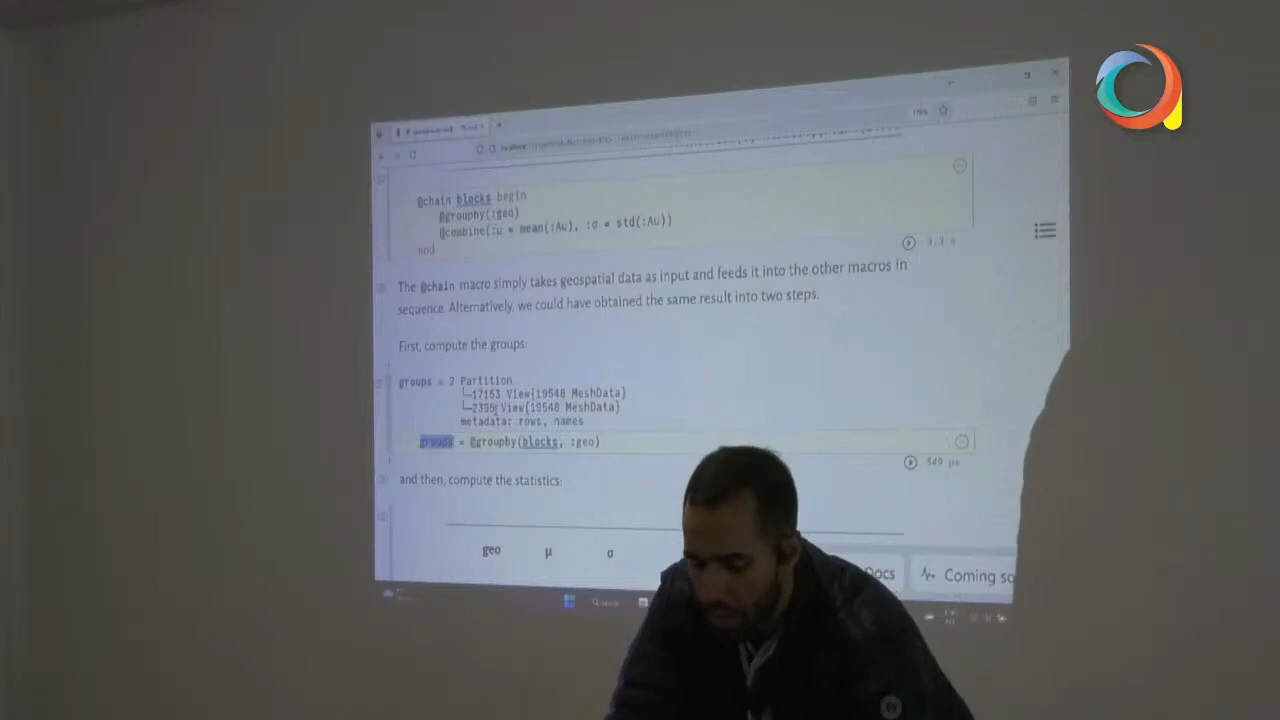 @chain blocks begin
@groupby(:geo)
@combine(:μ = mean(:Au), :σ = std(:Au))
end
The @chain macro simply takes geospatial data as input and feeds it into the other macros in
sequence. Alternatively, we could have obtained the same result into two steps.
First, compute the groups:
groups = 2 Partition
└─17153 View{19548 MeshData}
└─2395 View{19548 MeshData}
metadata: rows, names
groups = @groupby(blocks, :geo)
549 μs
and then, compute the statistics:
geo μ σ
Docs
Coming so